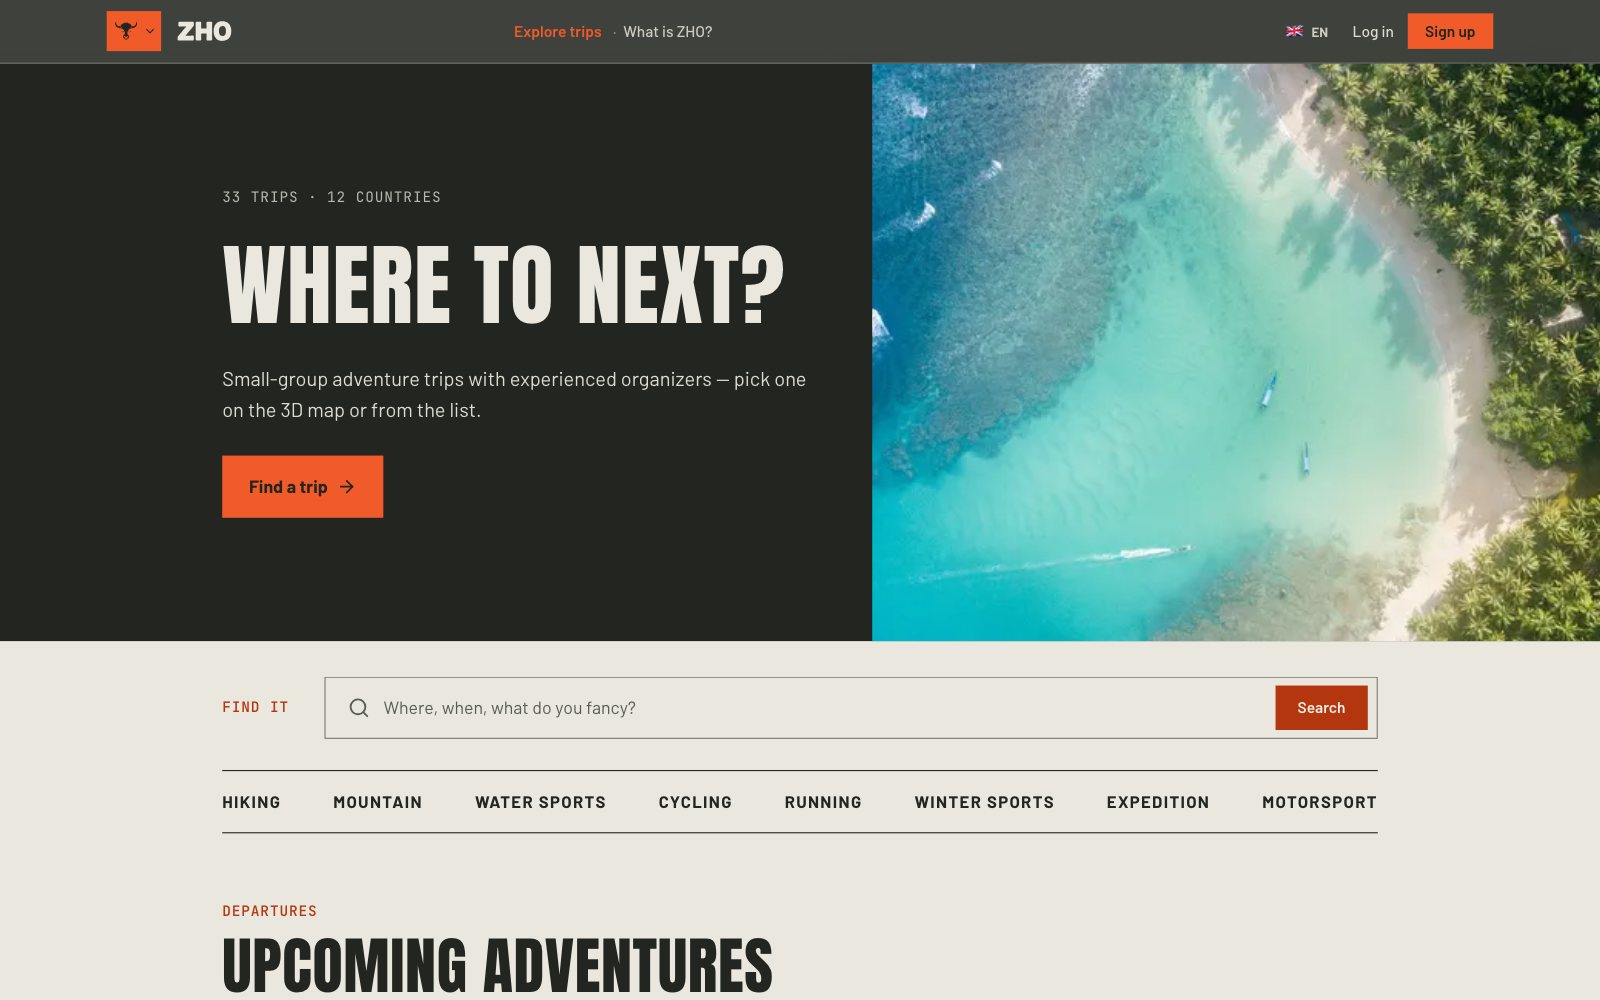 ZHO
Explore trips · What is ZHO?
EN
Log in
Sign up
33 TRIPS · 12 COUNTRIES
WHERE TO NEXT?
Small-group adventure trips with experienced organizers — pick one
on the 3D map or from the list.
Find a trip →
FIND IT
Where, when, what do you fancy?
Search
HIKING MOUNTAIN WATER SPORTS CYCLING RUNNING WINTER SPORTS EXPEDITION MOTORSPORT
DEPARTURES
UPCOMING ADVENTURES